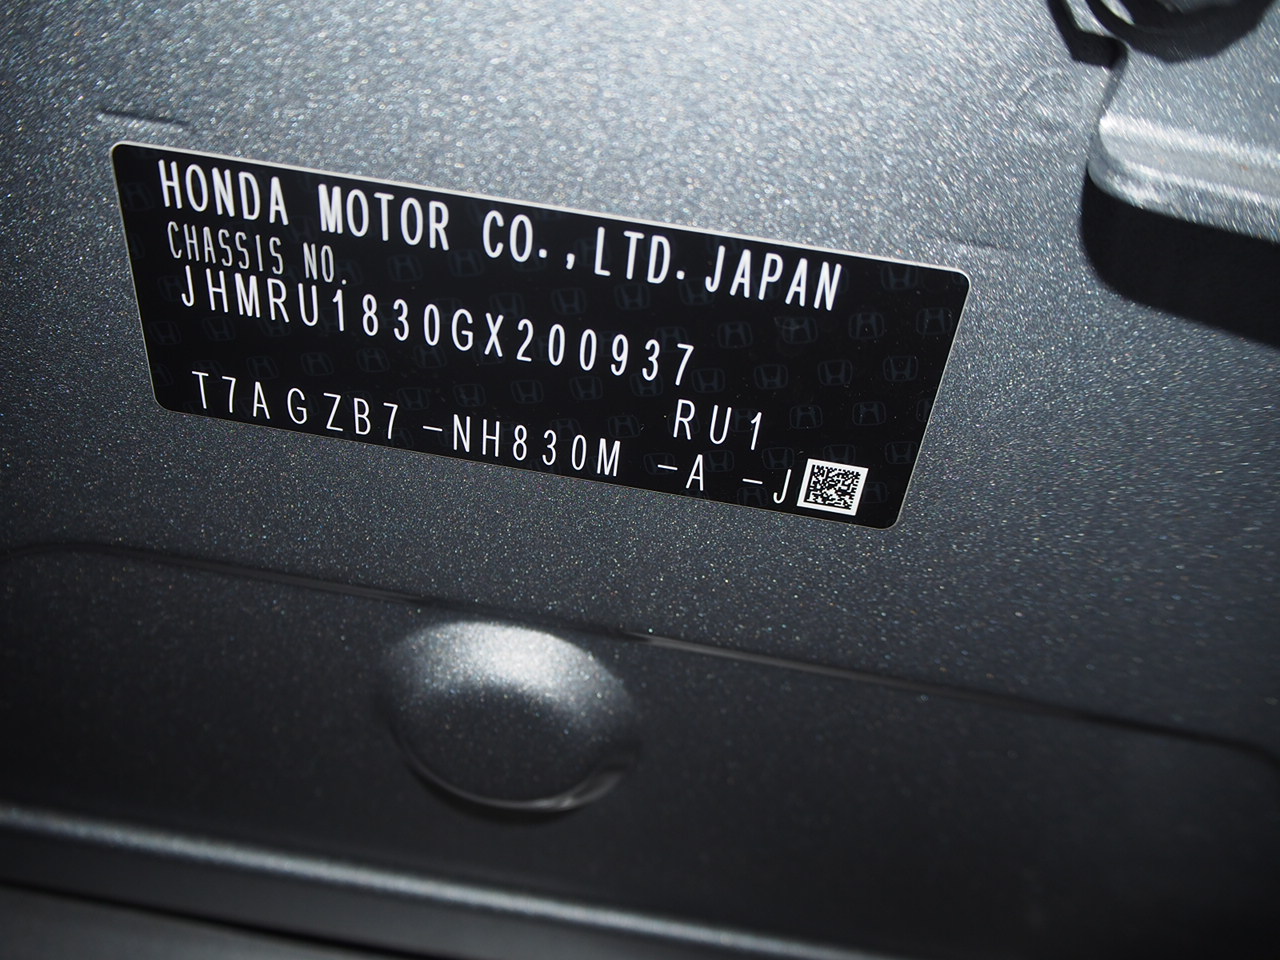 HONDA MOTOR CO.,LTD. JAPAN
CHASSIS NO.
JHMRU1830GX200937
RU1
T7AGZB7 -NH830M -A -J